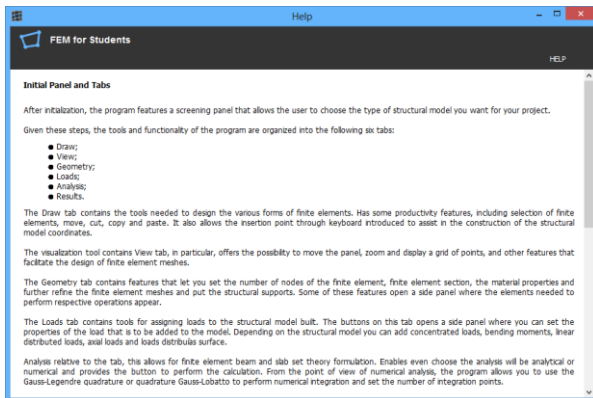 Help
FEM for Students
HELP
Initial Panel and Tabs
After initialization, the program features a screening panel that allows the user to choose the type of structural model you want for your project.
Given these steps, the tools and functionality of the program are organized into the following six tabs:
Draw;
View;
Geometry;
Loads;
Analysis;
Results.
The Draw tab contains the tools needed to design the various forms of finite elements. Has some productivity features, including selection of finite
elements, move, cut, copy and paste. It also allows the insertion point through keyboard introduced to assist in the construction of the structural
model coordinates.
The visualization tool contains View tab, in particular, offers the possibility to move the panel, zoom and display a grid of points, and other features that
facilitate the design of finite element meshes.
The Geometry tab contains features that let you set the number of nodes of the finite element, finite element section, the material properties and
further refine the finite element meshes and put the structural supports. Some of these features open a side panel where the elements needed to
perform respective operations appear.
The Loads tab contains tools for assigning loads to the structural model built. The buttons on this tab opens a side panel where you can set the
properties of the load that is to be added to the model. Depending on the structural model you can add concentrated loads, bending moments, linear
distributed loads, axial loads and loads distribuías surface.
Analysis relative to the tab, this allows for finite element beam and slab set theory formulation. Enables even choose the analysis will be analytical or
numerical and provides the button to perform the calculation. From the point of view of numerical analysis, the program allows you to use the
Gauss-Legendre quadrature or quadrature Gauss-Lobatto to perform numerical integration and set the number of integration points.